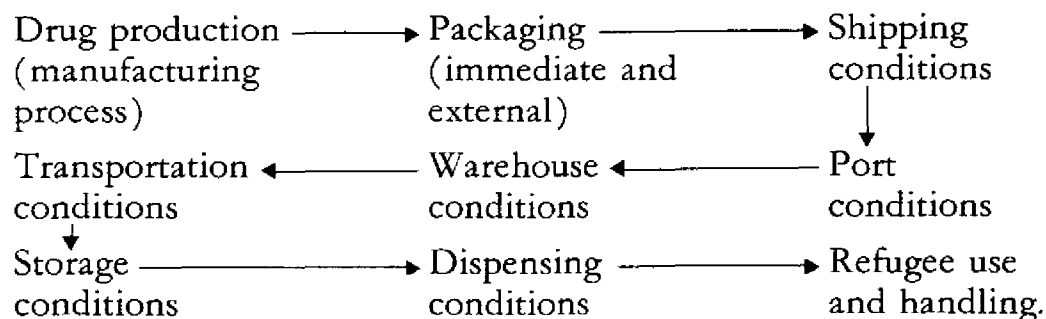 Drug production
(manufacturing
process)
Packaging
(immediate and
external)
Shipping
conditions
Port
conditions
Warehouse
conditions
Transportation
conditions
Storage
conditions
Dispensing
conditions
Refugee use
and handling.